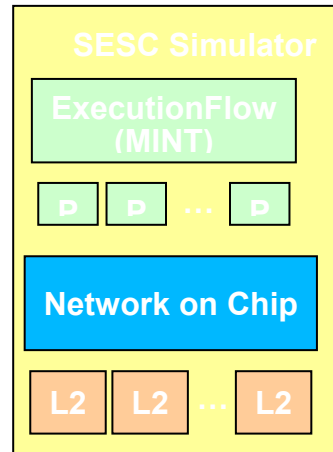 SESC Simulator
ExecutionFlow
(MINT)
P P ... P
Network on Chip
L2 L2 ... L2